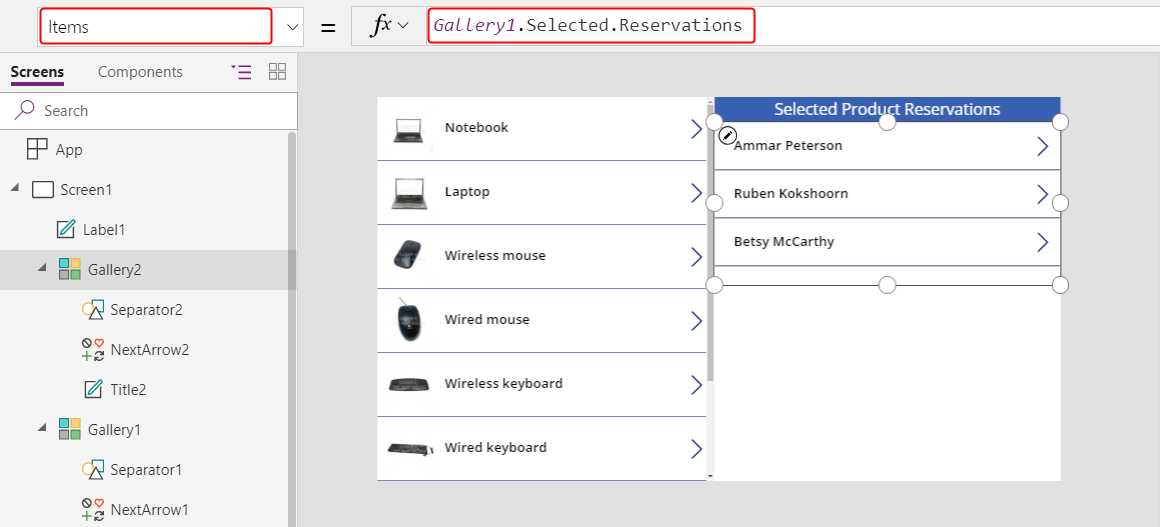 Items
=
fx
Gallery1.Selected.Reservations
Screens
Components
Search
App
Screen1
Label1
Gallery2
Separator2
NextArrow2
Title2
Gallery1
Separator1
NextArrow1
Notebook
Laptop
Wireless mouse
Wired mouse
Wireless keyboard
Wired keyboard
Selected Product Reservations
Ammar Peterson
Ruben Kokshoorn
Betsy McCarthy